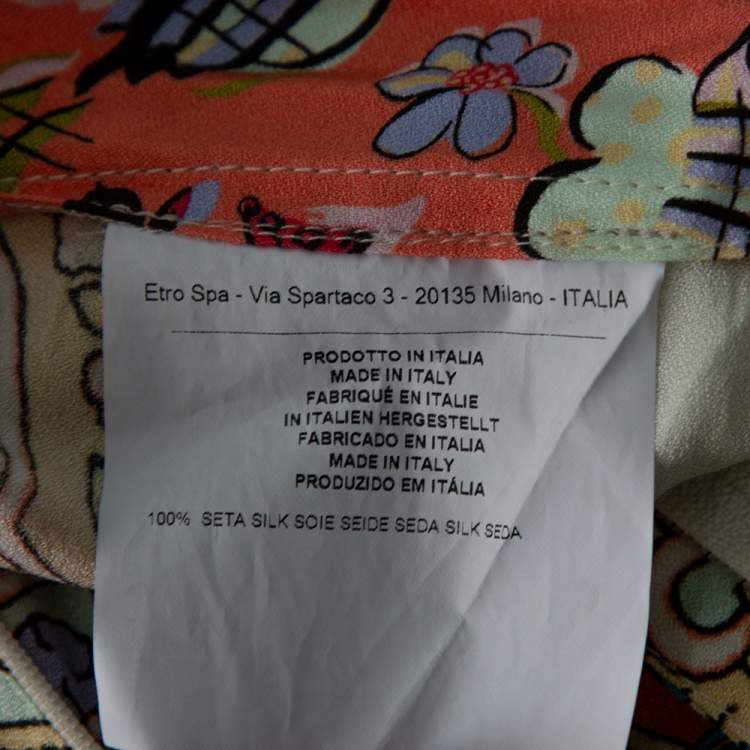 Etro Spa - Via Spartaco 3 - 20135 Milano - ITALIA
PRODOTTO IN ITALIA
MADE IN ITALY
FABRIQUÉ EN ITALIE
IN ITALIEN HERGESTELLT
FABRICADO EN ITALIA
MADE IN ITALY
PRODUZIDO EM ITÁLIA
100% SETA SILK SOIE SEIDE SEDA SILK SEDA